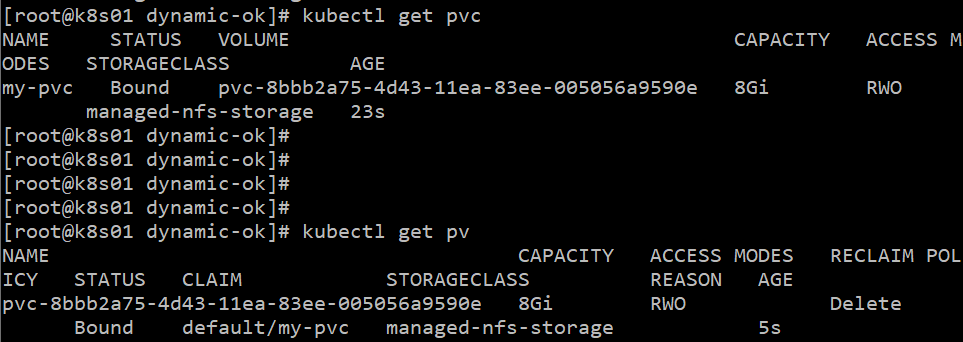 [root@k8s01 dynamic-ok]# kubectl get pvc
NAME     STATUS   VOLUME                                     CAPACITY   ACCESS M
ODES   STORAGECLASS          AGE
my-pvc   Bound    pvc-8bbb2a75-4d43-11ea-83ee-005056a9590e   8Gi        RWO
       managed-nfs-storage   23s
[root@k8s01 dynamic-ok]#
[root@k8s01 dynamic-ok]#
[root@k8s01 dynamic-ok]#
[root@k8s01 dynamic-ok]#
[root@k8s01 dynamic-ok]# kubectl get pv
NAME                                       CAPACITY   ACCESS MODES   RECLAIM POL
ICY   STATUS   CLAIM            STORAGECLASS          REASON   AGE
pvc-8bbb2a75-4d43-11ea-83ee-005056a9590e   8Gi        RWO            Delete
      Bound    default/my-pvc   managed-nfs-storage            5s